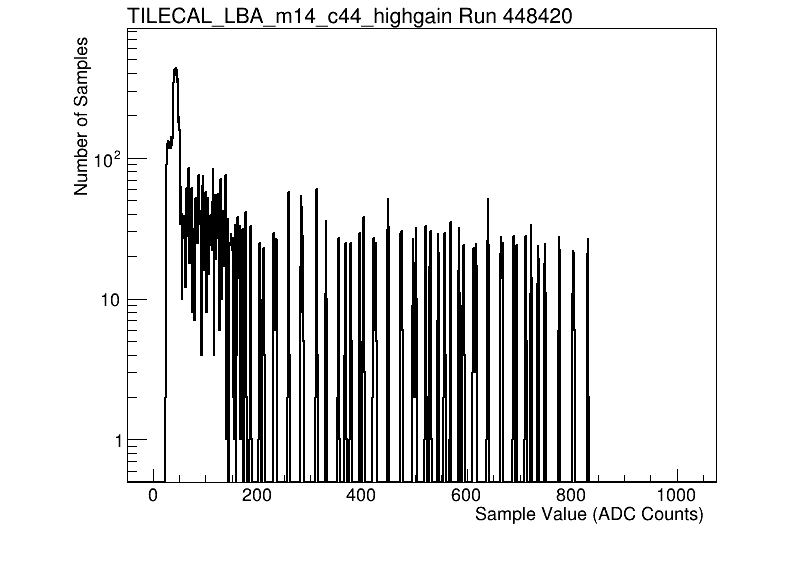 TILECAL_LBA_m14_c44_highgain Run 448420
Number of Samples
10²
10
1
0 200 400 600 800 1000
Sample Value (ADC Counts)